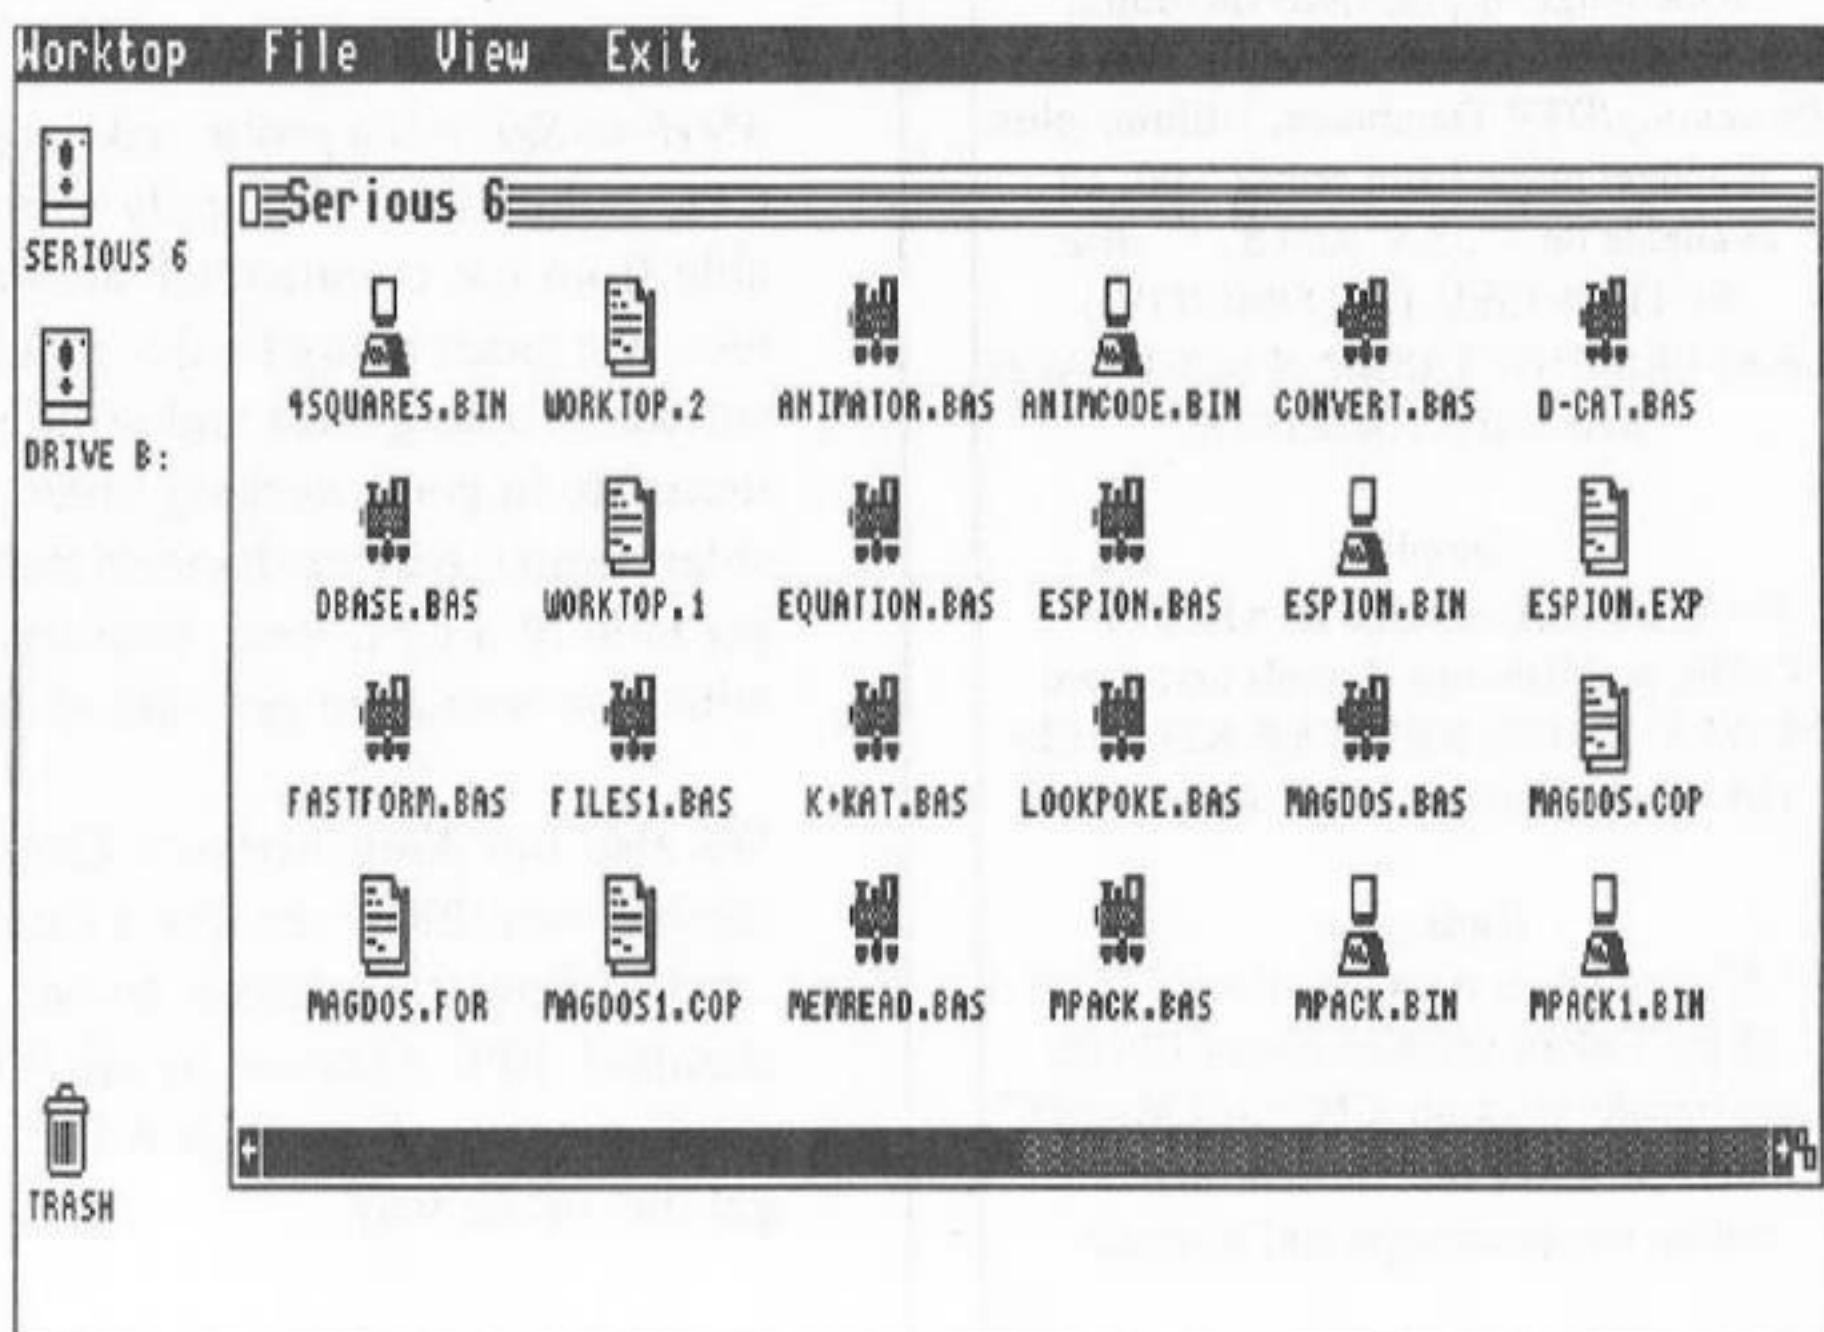 Worktop File View Exit
SERIOUS 6
DRIVE B:
TRASH
Serious 6
4SQUARES.BIN WORKTOP.2 ANIMATOR.BAS ANIMCODE.BIN CONVERT.BAS D-CAT.BAS
DBASE.BAS WORKTOP.1 EQUATION.BAS ESPION.BAS ESPION.BIN ESPION.EXP
FASTFORM.BAS FILES1.BAS K+KAT.BAS LOOKPOKE.BAS MAGDOS.BAS MAGDOS.COP
MAGDOS.FOR MAGDOS1.COP MEMREAD.BAS MPACK.BAS MPACK.BIN MPACK1.BIN